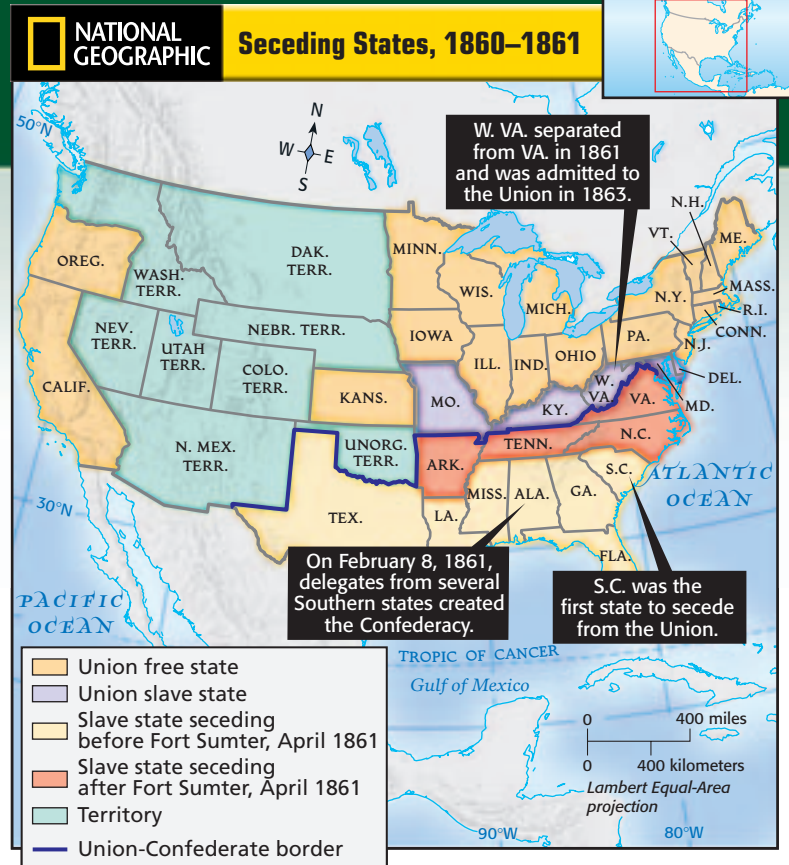 NATIONAL
GEOGRAPHIC
Seceding States, 1860–1861
50°N
N
W
E
S
W. VA. separated
from VA. in 1861
and was admitted to
the Union in 1863.
N.H.
VT.
ME.
OREG.
WASH.
TERR.
DAK.
TERR.
MINN.
WIS.
MICH.
N.Y.
MASS.
R.I.
CONN.
NEV.
TERR.
UTAH
TERR.
NEBR. TERR.
COLO.
TERR.
IOWA
ILL.
IND.
OHIO
PA.
N.J.
CALIF.
KANS.
MO.
KY.
W.
VA.
VA.
DEL.
MD.
N. MEX.
TERR.
UNORG.
TERR.
ARK.
TENN.
N.C.
30°N
TEX.
LA.
MISS.
ALA.
GA.
S.C.
ATLANTIC
OCEAN
FLA.
On February 8, 1861,
delegates from several
Southern states created
the Confederacy.
S.C. was the
first state to secede
from the Union.
PACIFIC
OCEAN
TROPIC OF CANCER
Gulf of Mexico
Union free state
Union slave state
Slave state seceding
before Fort Sumter, April 1861
Slave state seceding
after Fort Sumter, April 1861
Territory
Union-Confederate border
0
400 miles
0
400 kilometers
Lambert Equal-Area
projection
90°W
80°W